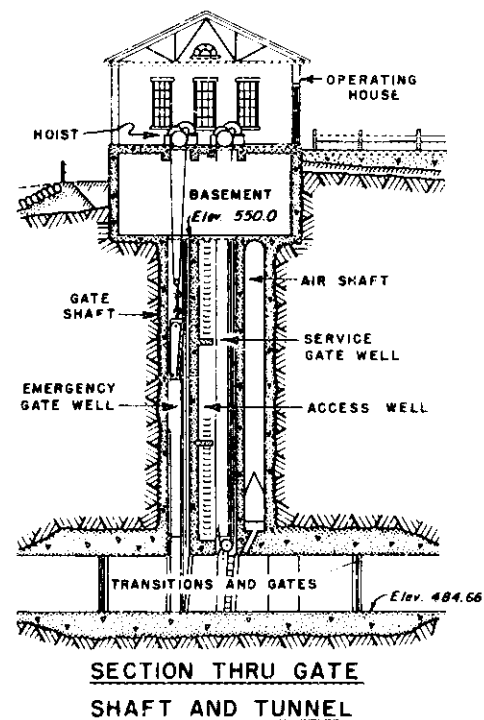 OPERATING
HOUSE
HOIST
BASEMENT
Elev. 550.0
AIR SHAFT
GATE
SHAFT
SERVICE
GATE WELL
EMERGENCY
GATE WELL
ACCESS WELL
TRANSITIONS AND GATES
Elev. 484.66
SECTION THRU GATE
SHAFT AND TUNNEL